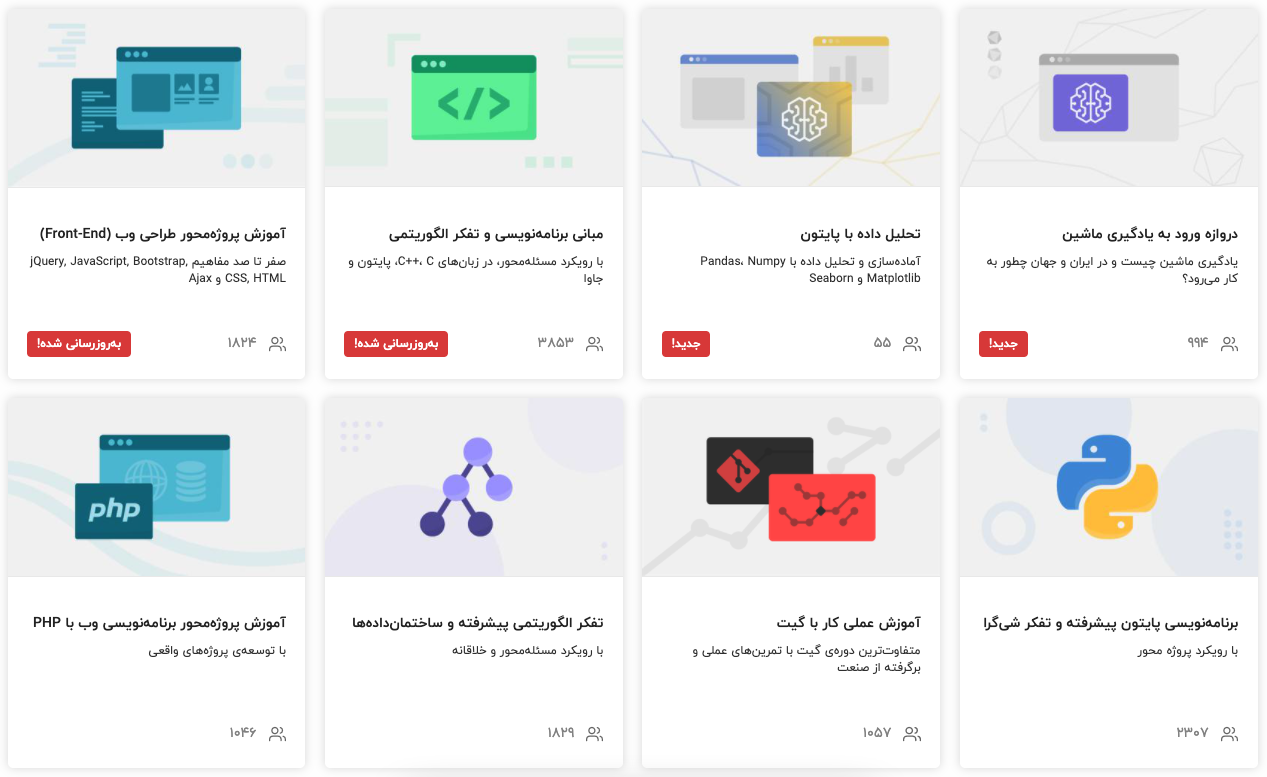 دروازه ورود به یادگیری ماشین
یادگیری ماشین چیست و در ایران و جهان چطور به
کار می‌رود؟
۹۹۴
جدید!
تحلیل داده با پایتون
آماده‌سازی و تحلیل داده با Pandas، Numpy
Matplotlib و Seaborn
۵۵
جدید!
</>
مبانی برنامه‌نویسی و تفکر الگوریتمی
با رویکرد مسئله‌محور، در زبان‌های C++، C، پایتون و
جاوا
۳۸۵۳
به‌روزرسانی شده!
آموزش پروژه‌محور طراحی وب (Front-End)
صفر تا صد مفاهیم jQuery, JavaScript, Bootstrap,
CSS, HTML و Ajax
۱۸۲۴
به‌روزرسانی شده!
برنامه‌نویسی پایتون پیشرفته و تفکر شی‌گرا
با رویکرد پروژه محور
۲۳۰۷
آموزش عملی کار با گیت
متفاوت‌ترین دوره‌ی گیت با تمرین‌های عملی و
برگرفته از صنعت
۱۰۵۷
تفکر الگوریتمی پیشرفته و ساختمان‌داده‌ها
با رویکرد مسئله‌محور و خلاقانه
۱۸۲۹
php
آموزش پروژه‌محور برنامه‌نویسی وب با PHP
با توسعه‌ی پروژه‌های واقعی
۱۰۴۶